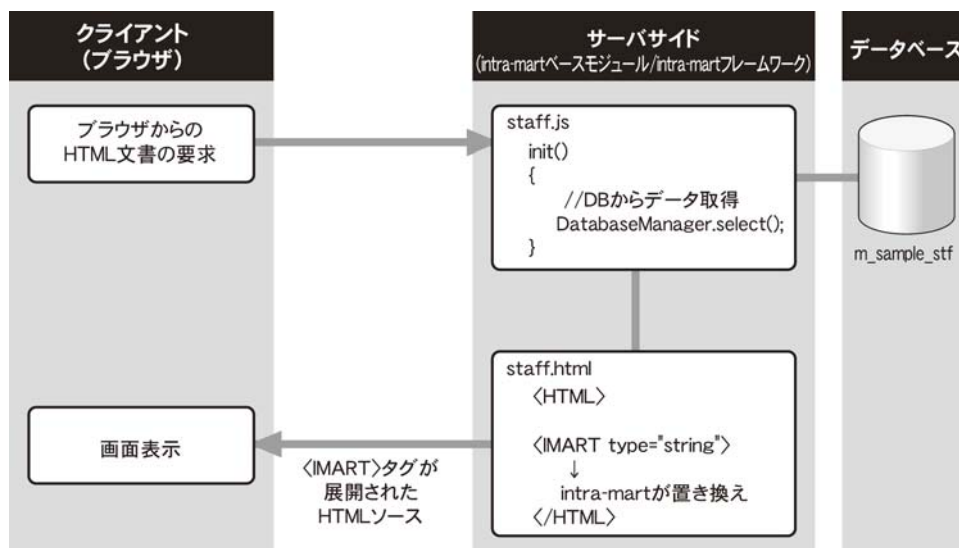 クライアント
(ブラウザ)
サーバサイド
(intra-martベースモジュール/intra-martフレームワーク)
データベース
ブラウザからの
HTML文書の要求
staff.js
init()
{
//DBからデータ取得
DatabaseManager.select();
}
m_sample_stf
staff.html
〈HTML〉
〈IMART type="string"〉
↓
intra-martが置き換え
〈/HTML〉
画面表示
〈IMART〉タグが
展開された
HTMLソース